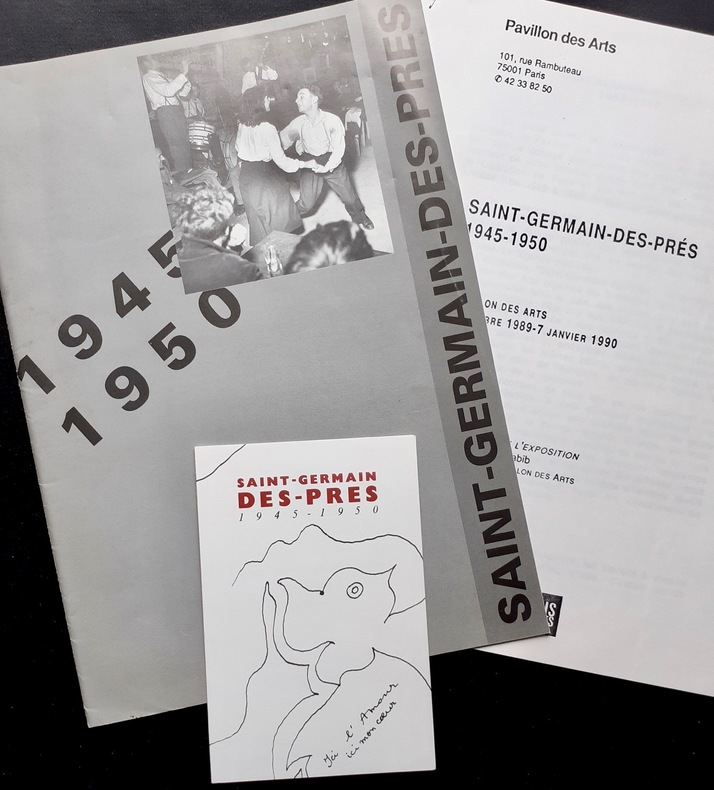 1945
1950
SAINT-GERMAIN-DES-PRES
Pavillon des Arts
101, rue Rambuteau
75001 Paris
✆ 42 33 82 50
SAINT-GERMAIN-DES-PRÉS
1945-1950
ON DES ARTS
BRE 1989-7 JANVIER 1990
L'EXPOSITION
abib
LON DES ARTS
SAINT-GERMAIN
DES-PRES
1945-1950
Ici l'Amour
ici mon cœur